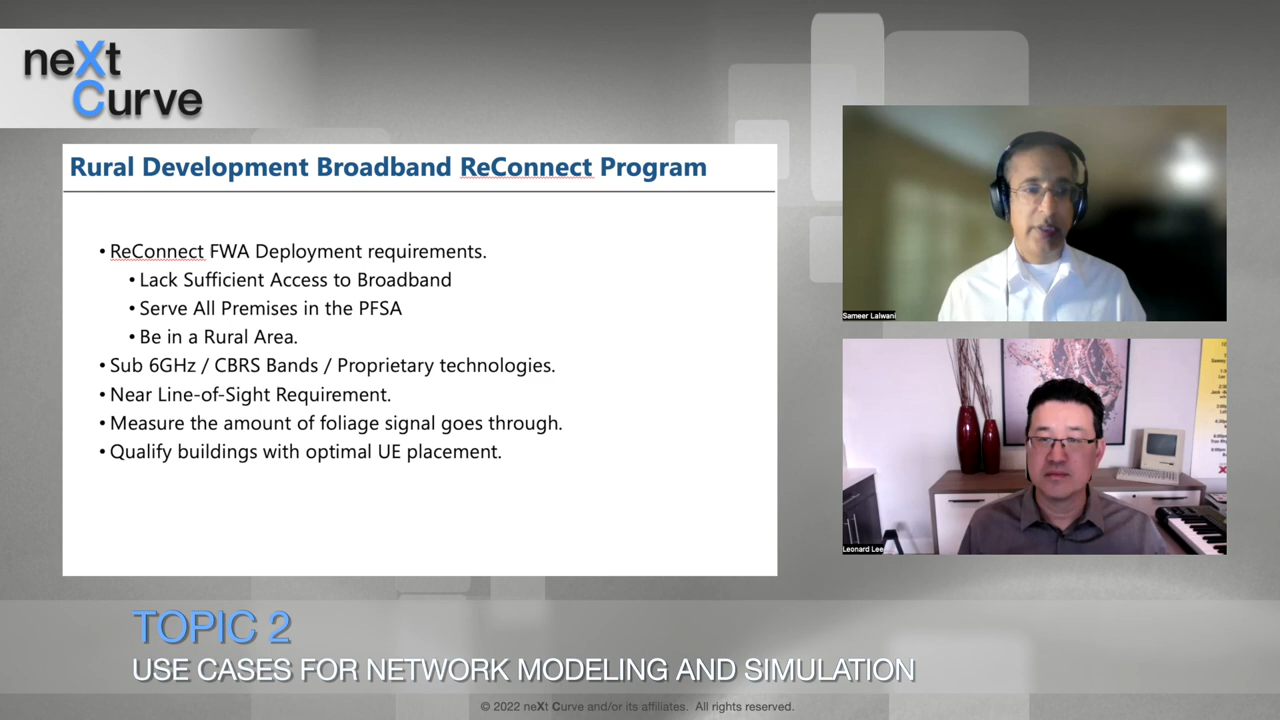 neXt
Curve
Rural Development Broadband ReConnect Program
• ReConnect FWA Deployment requirements.
• Lack Sufficient Access to Broadband
• Serve All Premises in the PFSA
• Be in a Rural Area.
• Sub 6GHz / CBRS Bands / Proprietary technologies.
• Near Line-of-Sight Requirement.
• Measure the amount of foliage signal goes through.
• Qualify buildings with optimal UE placement.
Sameer Lalwani
Leonard Lee
TOPIC 2
USE CASES FOR NETWORK MODELING AND SIMULATION
© 2022 neXt Curve and/or its affiliates. All rights reserved.